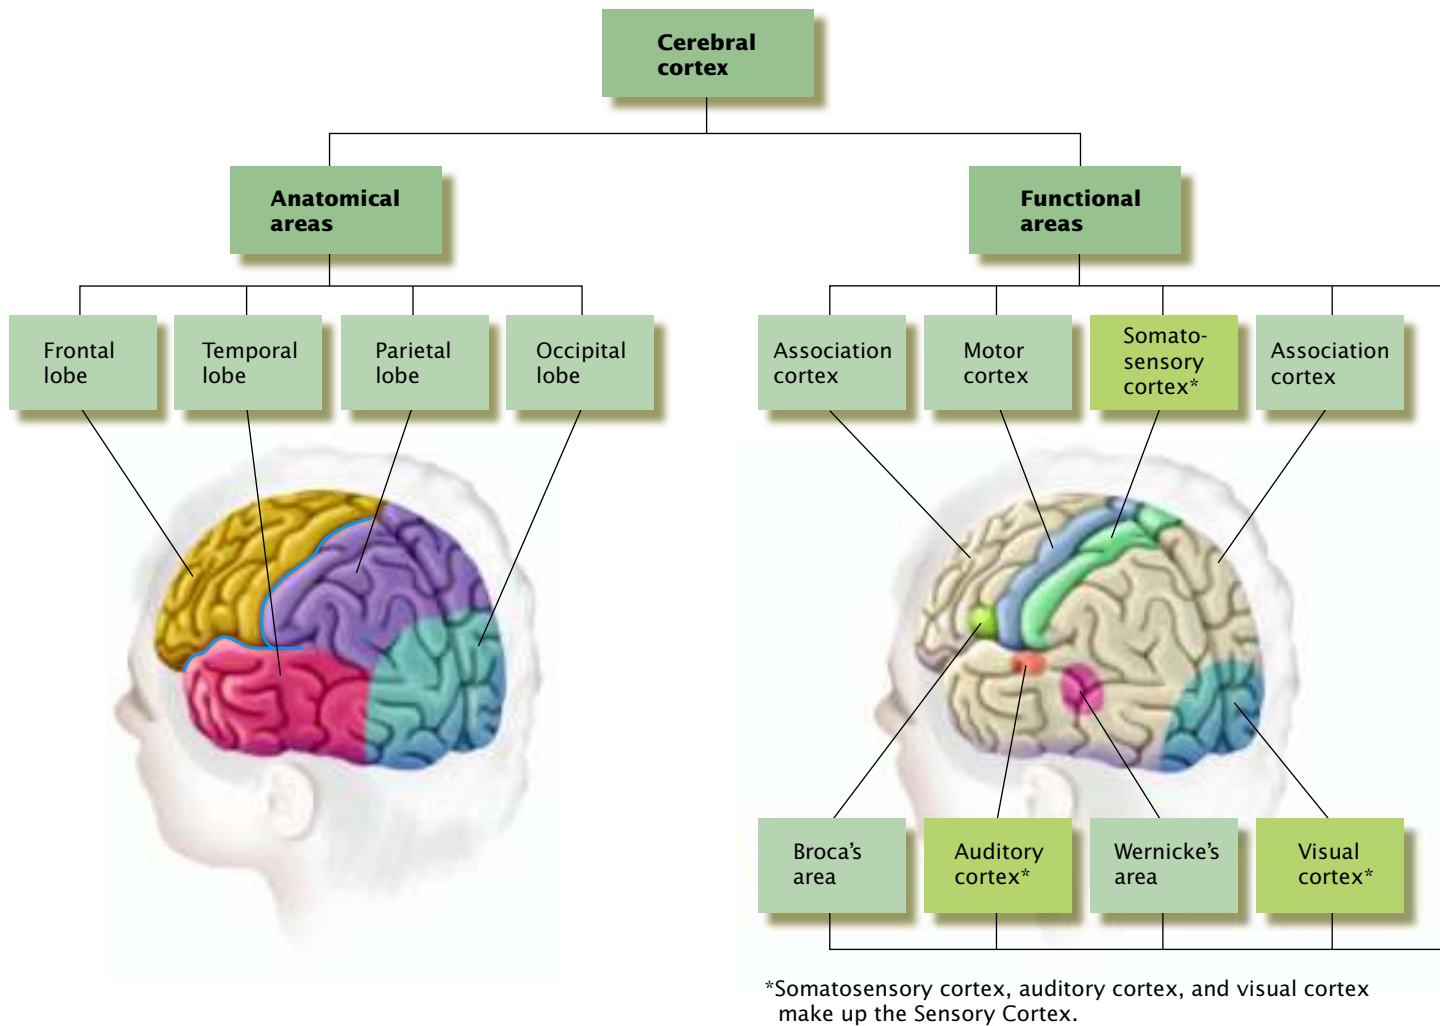 Cerebral
cortex
Anatomical
areas
Functional
areas
Frontal
lobe
Temporal
lobe
Parietal
lobe
Occipital
lobe
Association
cortex
Motor
cortex
Somato-
sensory
cortex*
Association
cortex
Broca's
area
Auditory
cortex*
Wernicke's
area
Visual
cortex*
*Somatosensory cortex, auditory cortex, and visual cortex
make up the Sensory Cortex.